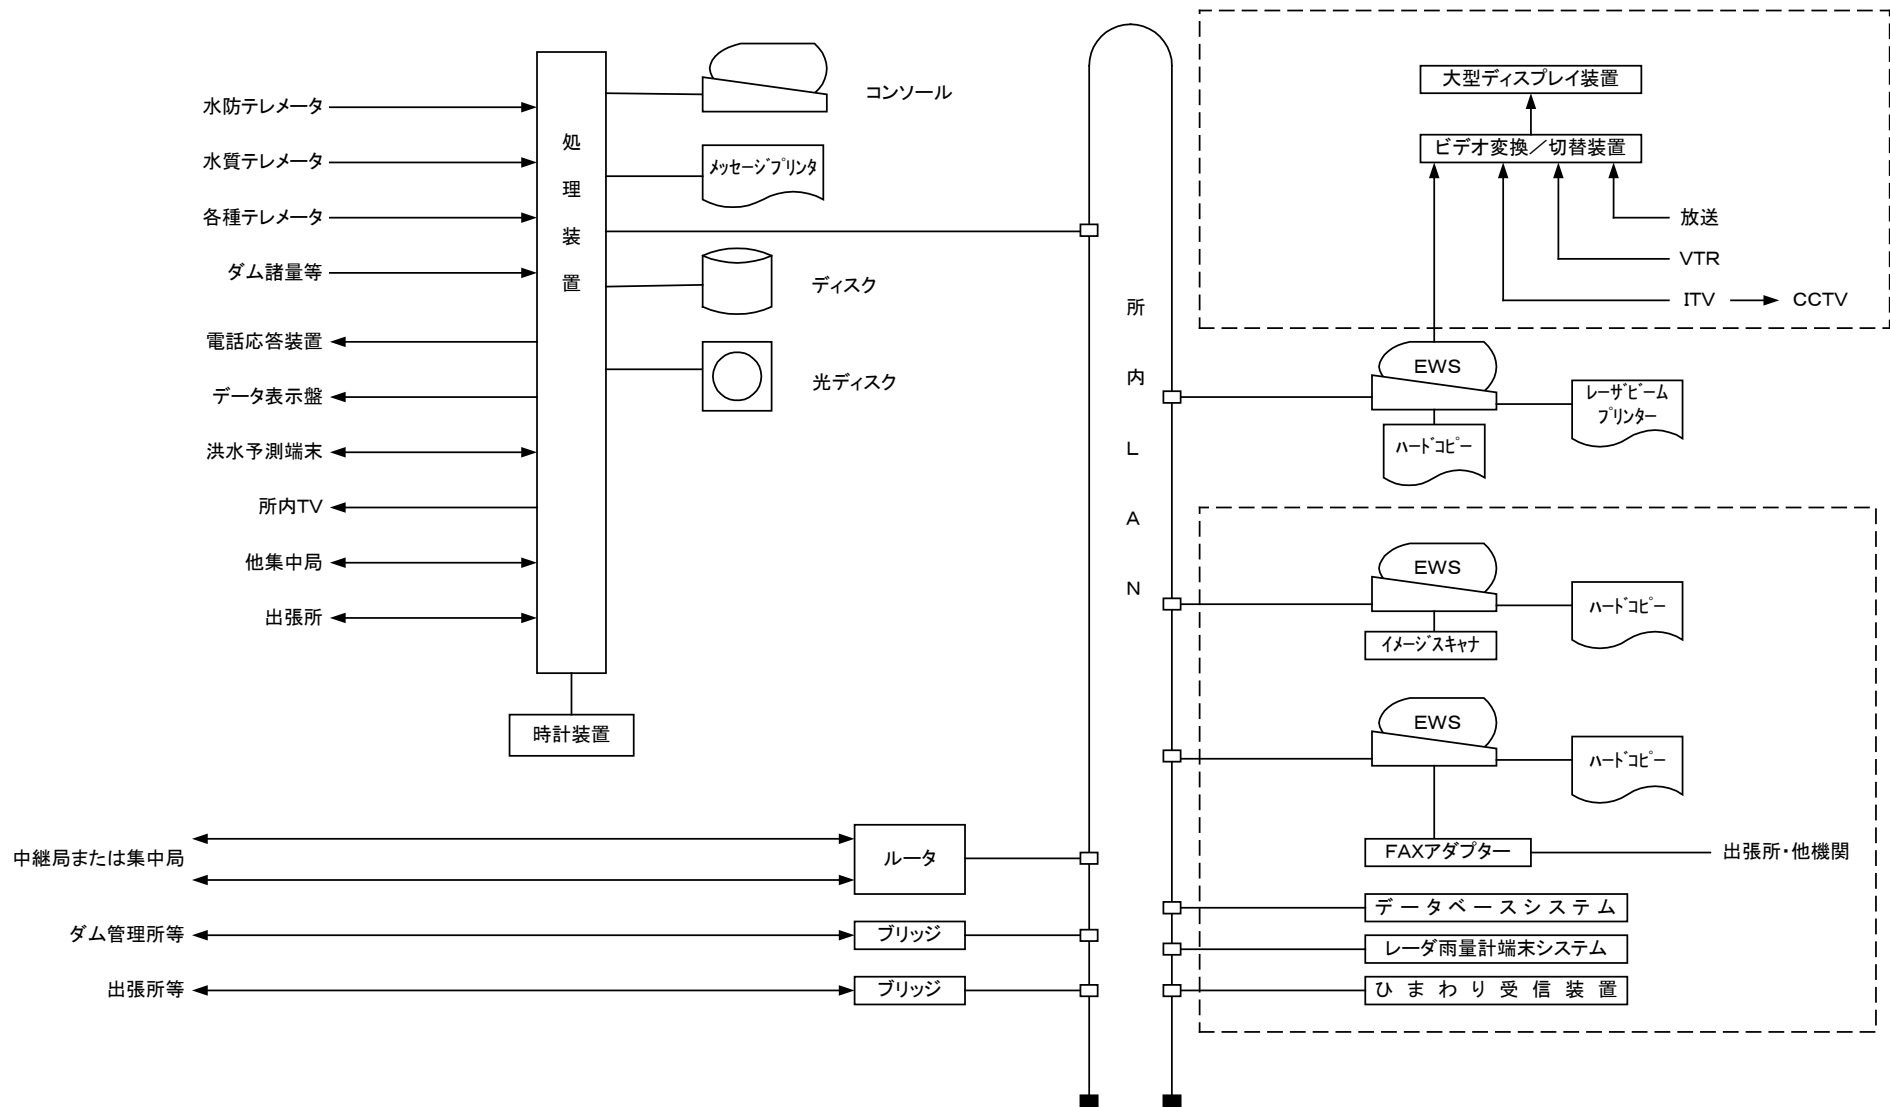 水防テレメータ
水質テレメータ
各種テレメータ
ダム諸量等
電話応答装置
データ表示盤
洪水予測端末
所内TV
他集中局
出張所
処理装置
時計装置
コンソール
メッセージプリンタ
ディスク
光ディスク
中継局または集中局
ダム管理所等
出張所等
ルータ
ブリッジ
ブリッジ
所内LAN
大型ディスプレイ装置
ビデオ変換／切替装置
放送
VTR
ITV
CCTV
EWS
レーザビーム
プリンター
ハードコピー
EWS
ハードコピー
イメージスキャナ
EWS
ハードコピー
FAXアダプター
出張所・他機関
データベースシステム
レーダ雨量計端末システム
ひまわり受信装置